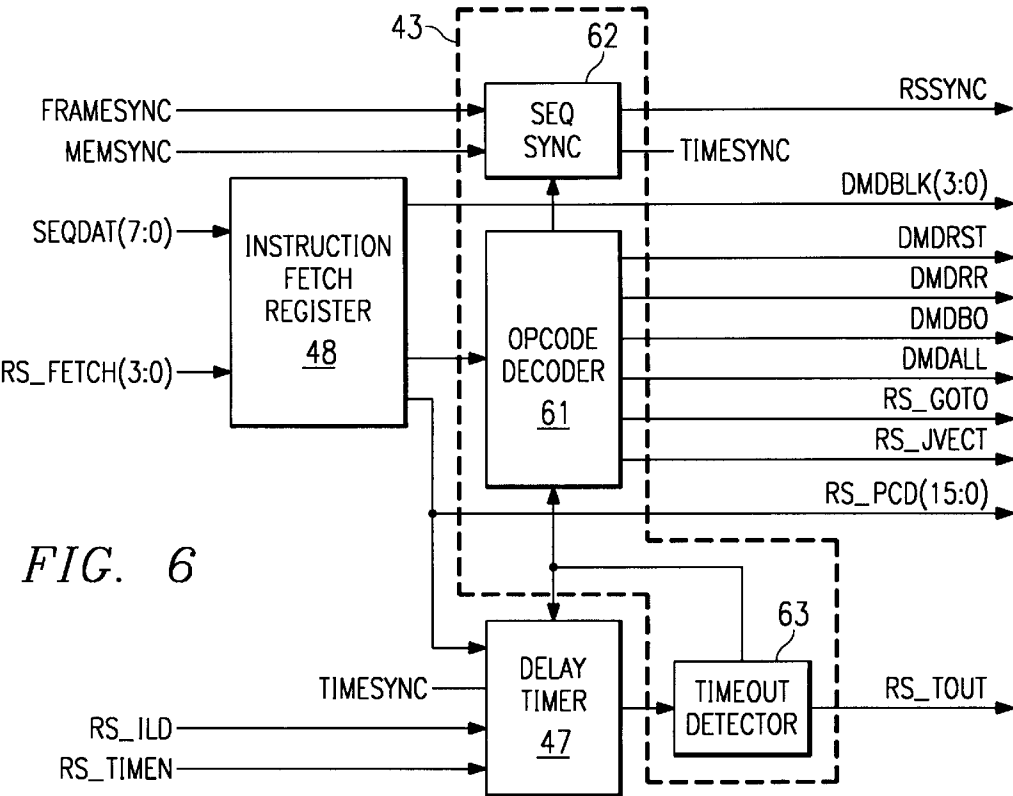 43
62
FRAMESYNC
MEMSYNC
SEQ
SYNC
RSSYNC
TIMESYNC
SEQDAT(7:0)
RS_FETCH(3:0)
INSTRUCTION
FETCH
REGISTER
48
OPCODE
DECODER
61
DMDBLK(3:0)
DMDRST
DMDRR
DMDBO
DMDALL
RS_GOTO
RS_JVECT
RS_PCD(15:0)
FIG. 6
TIMESYNC
RS_ILD
RS_TIMEN
DELAY
TIMER
47
63
TIMEOUT
DETECTOR
RS_TOUT